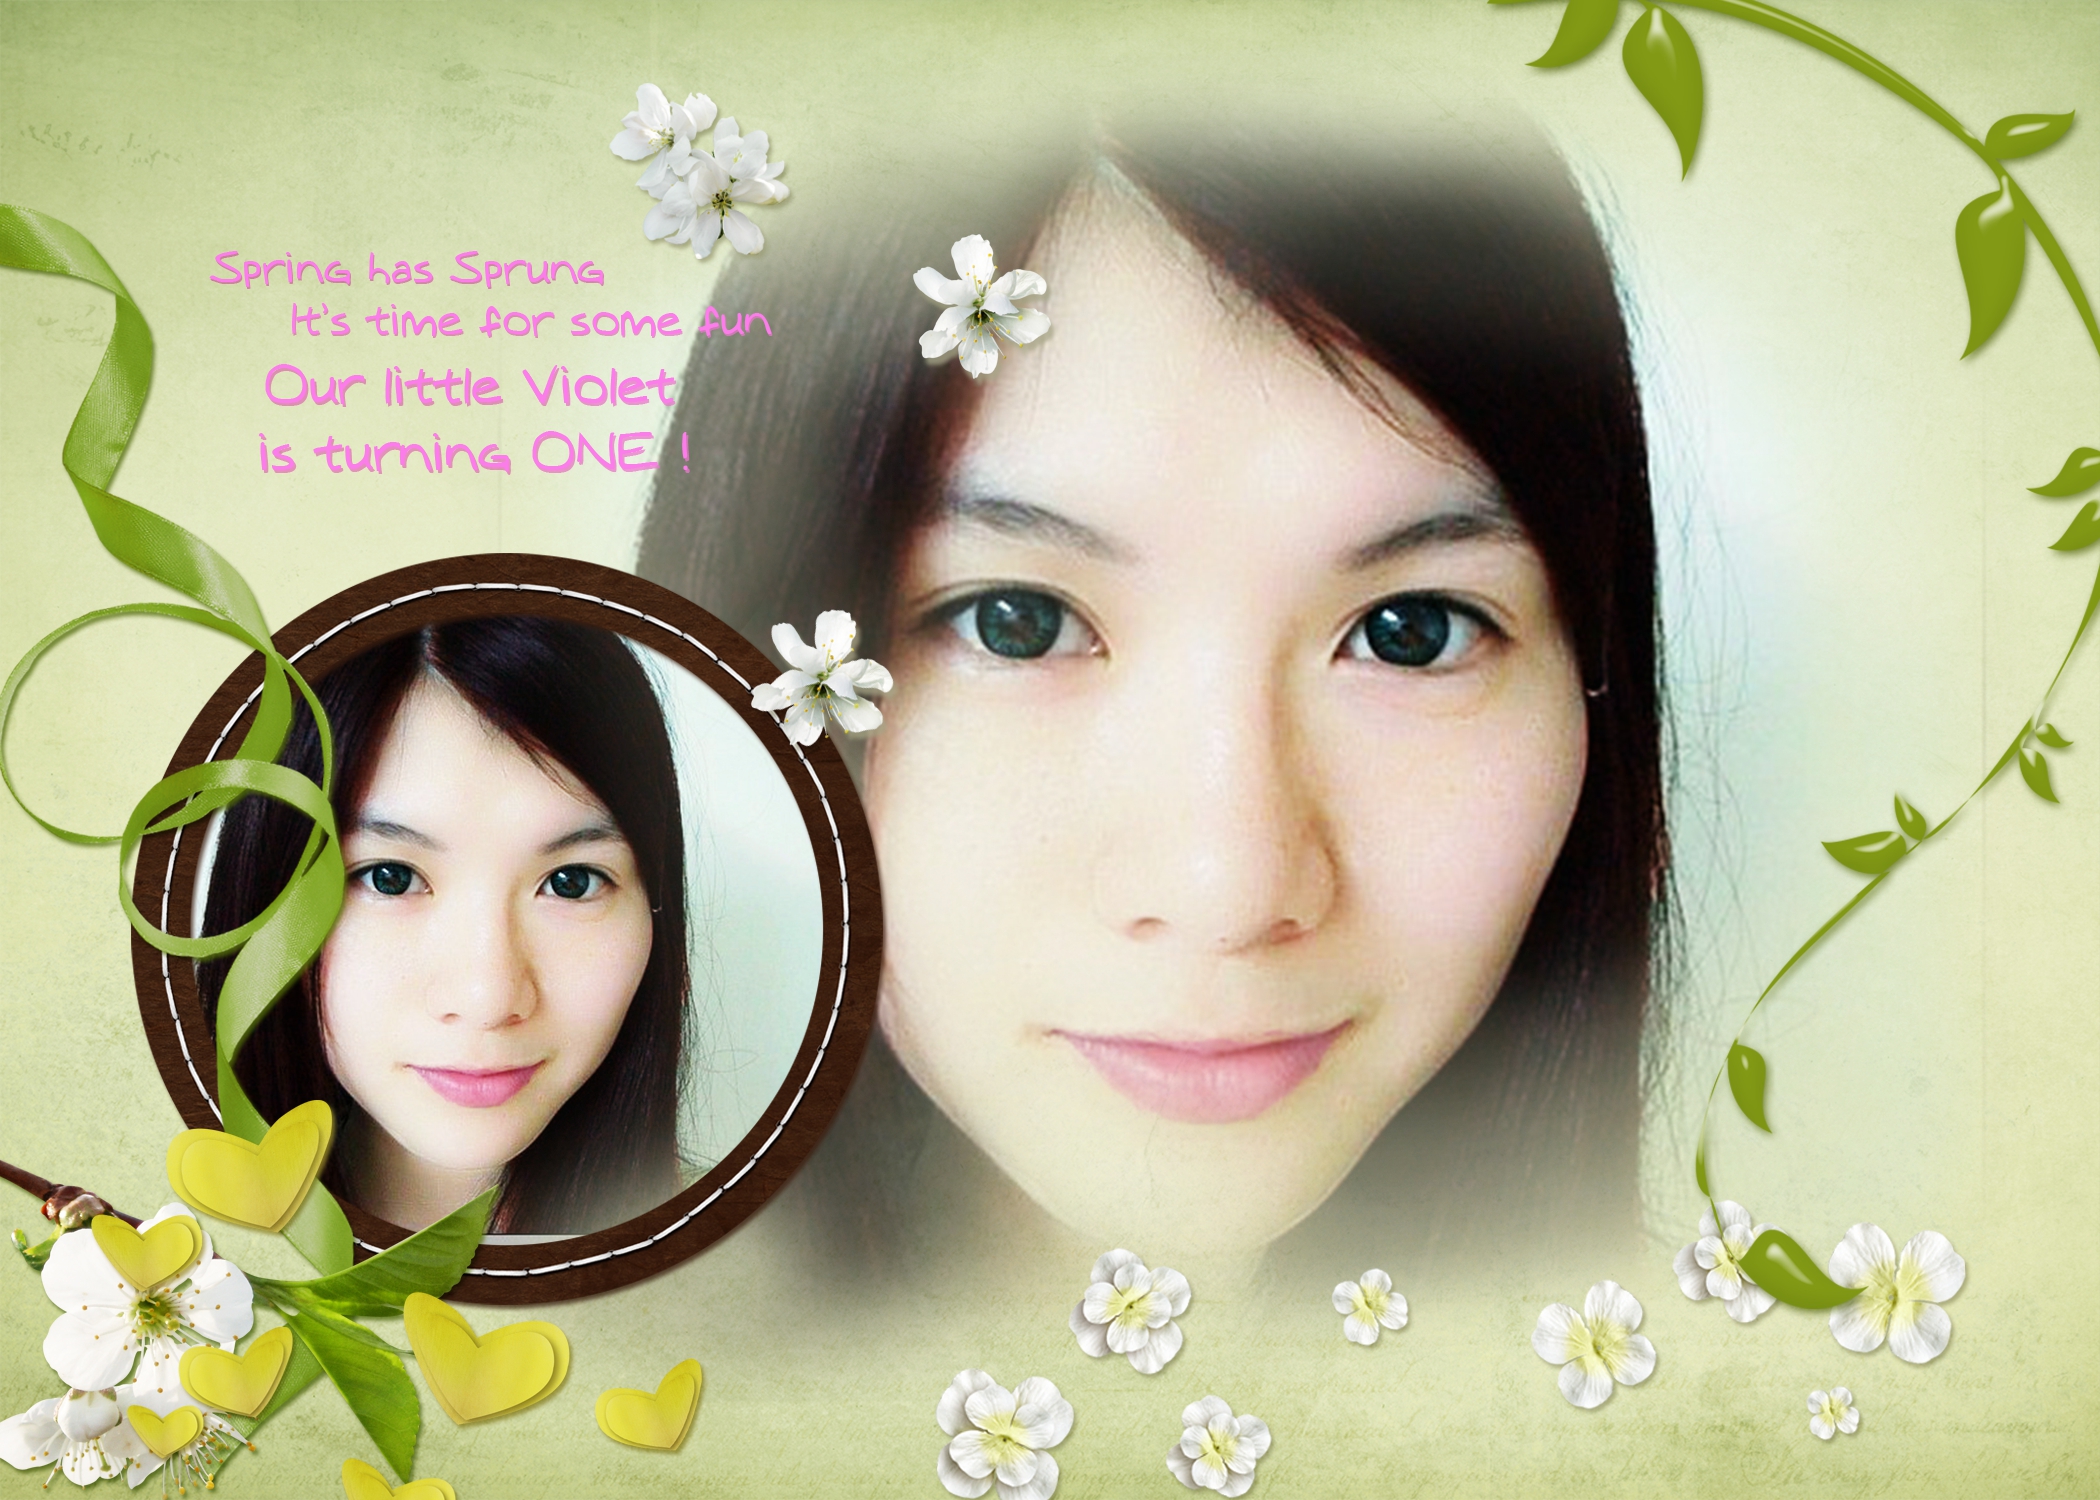 Spring has Sprung
It's time for some fun
Our little Violet
is turning ONE !